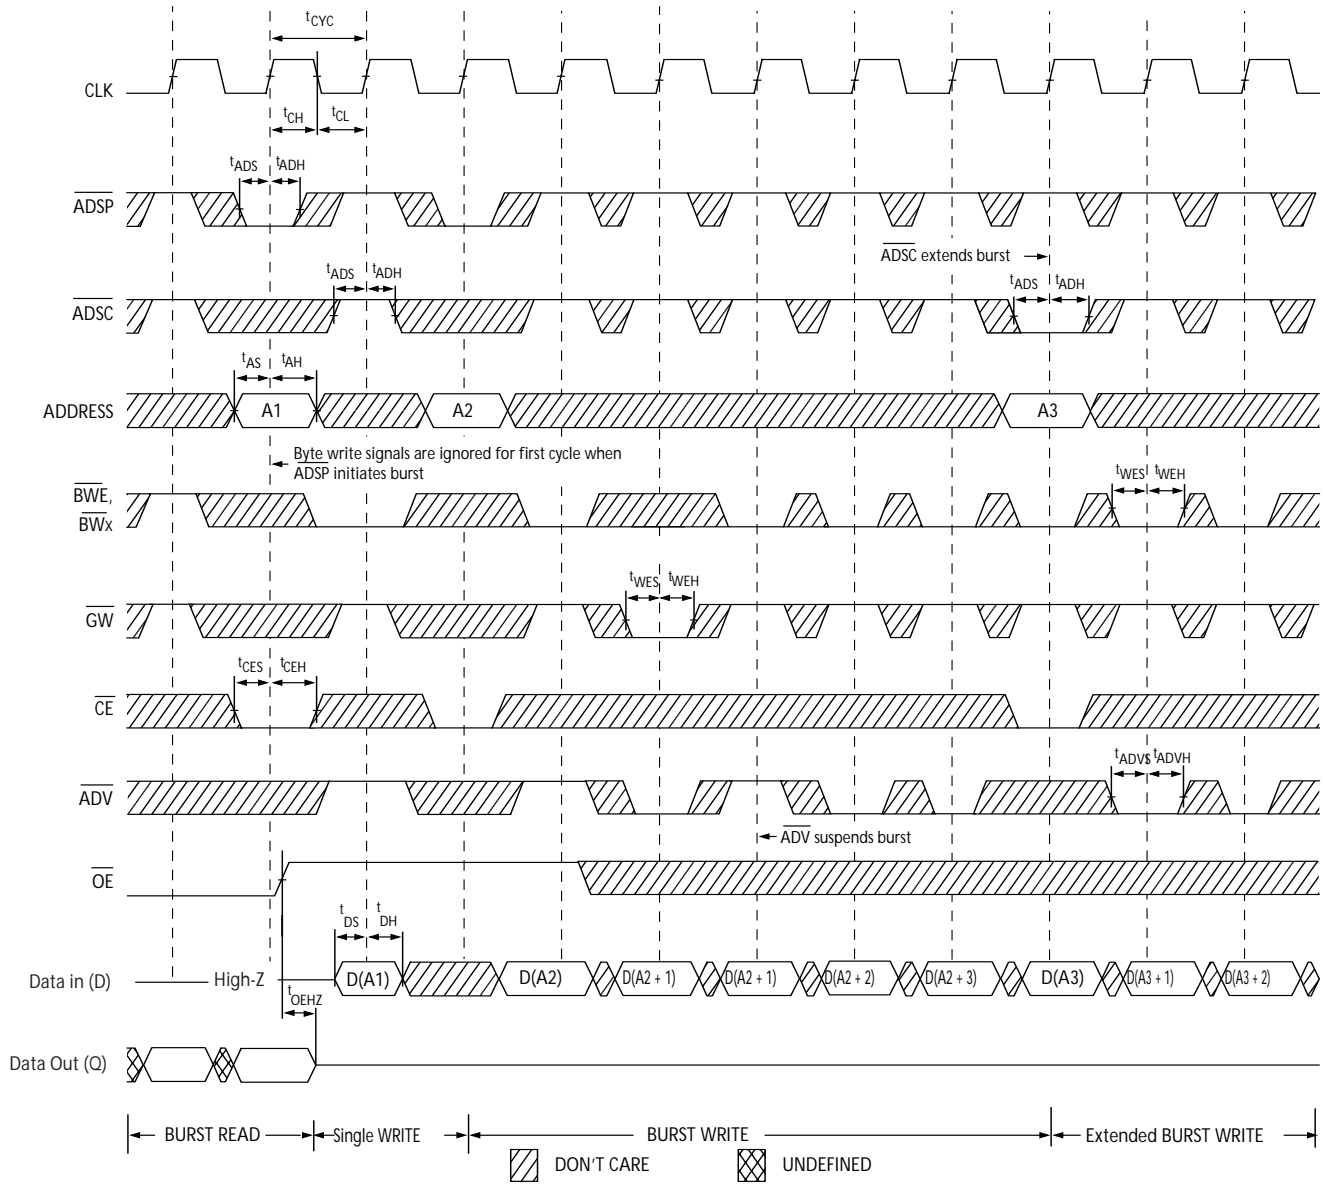 tCYC
CLK
tCH
tCL
tADS
tADH
ADSP
ADSC extends burst
tADS
tADH
tADS
tADH
ADSC
tAS
tAH
ADDRESS
A1
A2
A3
Byte write signals are ignored for first cycle when
ADSP initiates burst
tWES
tWEH
BWE,
BWx
tWES
tWEH
GW
tCES
tCEH
CE
tADVS
tADVH
ADV
ADV suspends burst
OE
tDS
tDH
Data in (D)
High-Z
D(A1)
D(A2)
D(A2 + 1)
D(A2 + 1)
D(A2 + 2)
D(A2 + 3)
D(A3)
D(A3 + 1)
D(A3 + 2)
tOEHZ
Data Out (Q)
BURST READ
Single WRITE
BURST WRITE
Extended BURST WRITE
DON'T CARE
UNDEFINED